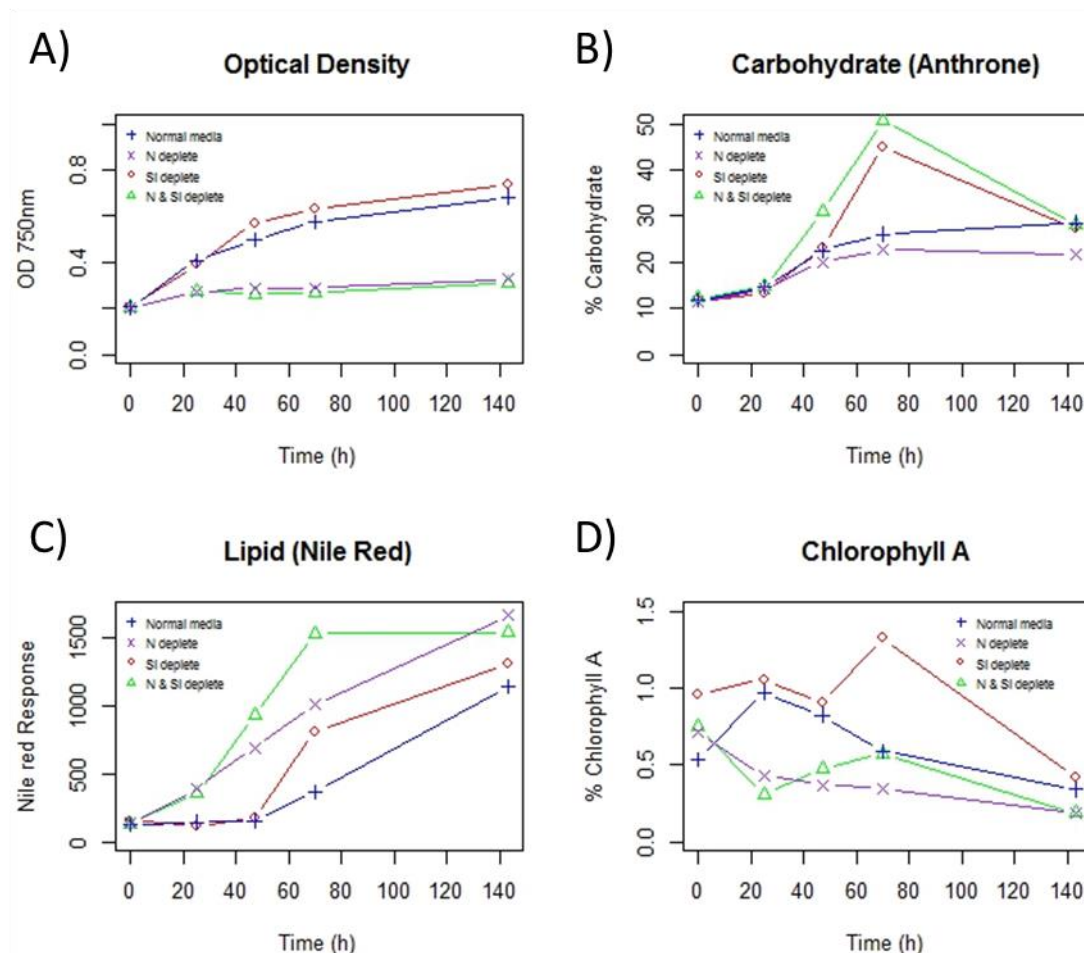 A)
Optical Density
Normal media
N deplete
SI deplete
N & SI deplete
OD 750nm
0.0
0.4
0.8
0 20 40 60 80 100 120 140
Time (h)
B)
Carbohydrate (Anthrone)
Normal media
N deplete
SI deplete
N & SI deplete
% Carbohydrate
0 10 20 30 40 50
0 20 40 60 80 100 120 140
Time (h)
C)
Lipid (Nile Red)
Normal media
N deplete
SI deplete
N & SI deplete
Nile red Response
0 500 1000 1500
0 20 40 60 80 100 120 140
Time (h)
D)
Chlorophyll A
Normal media
N deplete
SI deplete
N & SI deplete
% Chlorophyll A
0.0 0.5 1.0 1.5
0 20 40 60 80 100 120 140
Time (h)